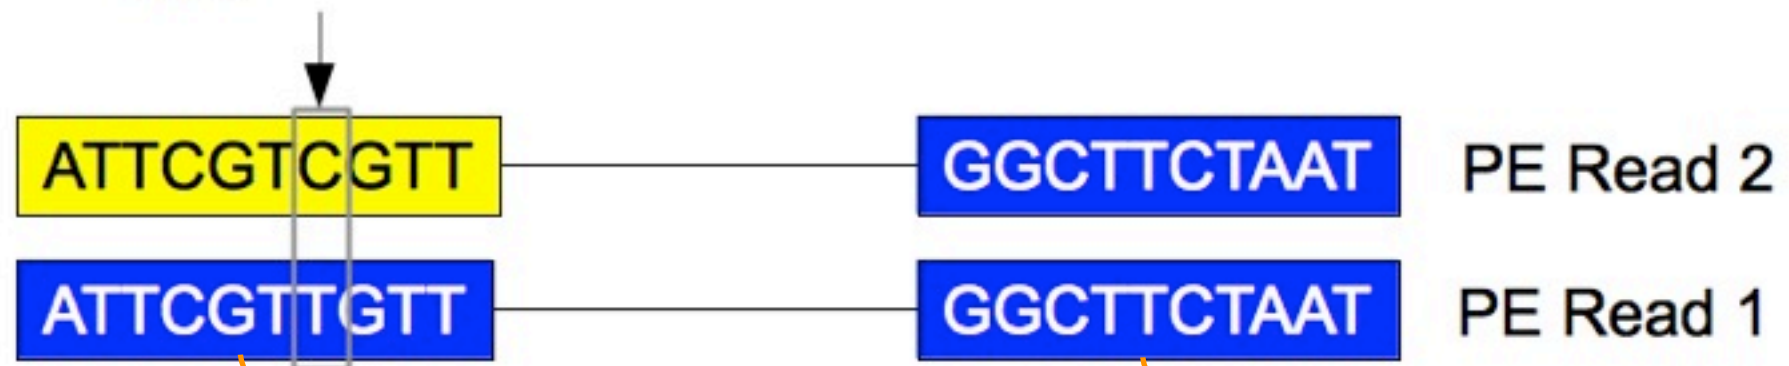 ATTCGTCGTT GGCTTCTAAT PE Read 2
ATTCGTTGTT GGCTTCTAAT PE Read 1